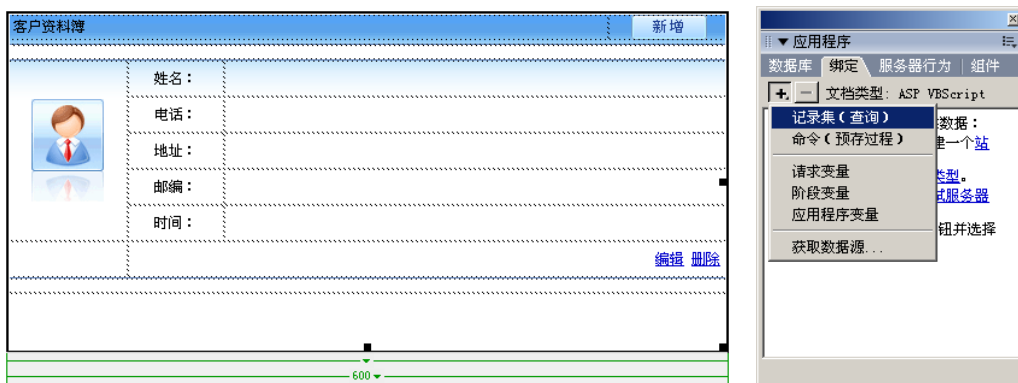 客户资料簿
新增
姓名：
电话：
地址：
邮编：
时间：
编辑 删除
600
应用程序
数据库 绑定 服务器行为 组件
文档类型: ASP VBScript
记录集(查询)
数据：
命令(预存过程)
一个站
请求变量
类型。
阶段变量
试服务器
应用程序变量
钮并选择
获取数据源...